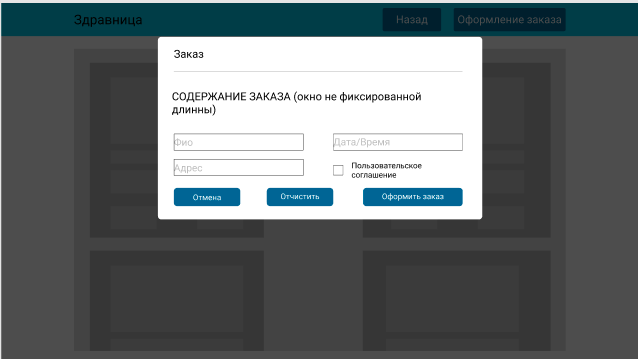 Здравница
Назад
Оформление заказа
Заказ
СОДЕРЖАНИЕ ЗАКАЗА (окно не фиксированной
длинны)
Фио
Дата/Время
Адрес
Пользовательское
соглашение
Отмена
Отчистить
Оформить заказ